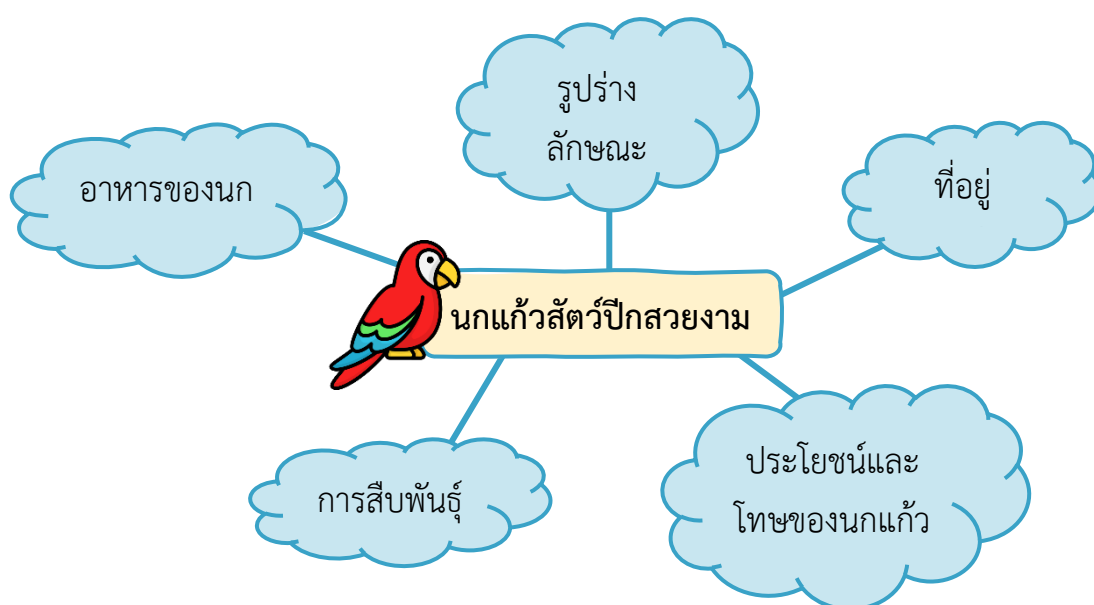 รูปร่าง
ลักษณะ
อาหารของนก
ที่อยู่
นกแก้วสัตว์ปีกสวยงาม
การสืบพันธุ์
ประโยชน์และ
โทษของนกแก้ว